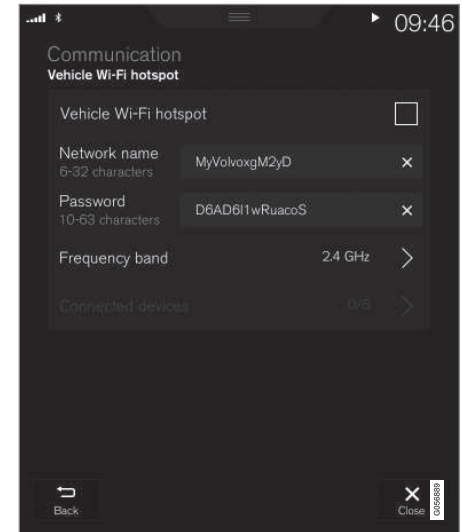 09:46
Communication
Vehicle Wi-Fi hotspot
Vehicle Wi-Fi hotspot
Network name
6-32 characters
MyVolvoxgM2yD
Password
10-63 characters
D6AD6I1wRuacoS
Frequency band
2.4 GHz
Connected devices
0/8
Back
Close
G056889